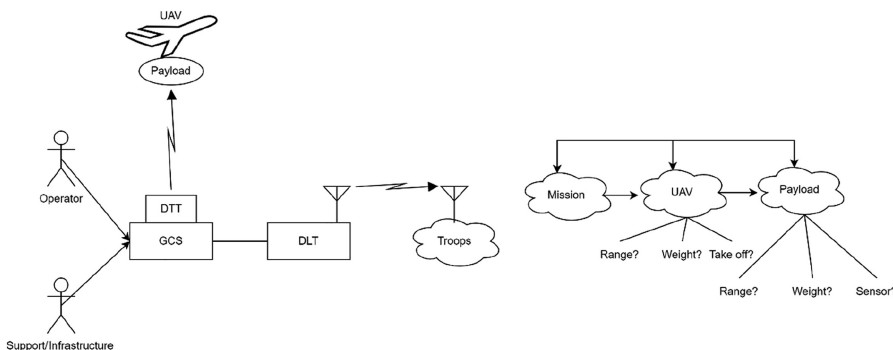 UAV
Payload
Operator
DTT
GCS
DLT
Troops
Support/Infrastructure
Mission
UAV
Payload
Range?
Weight?
Take off?
Range?
Weight?
Sensor?